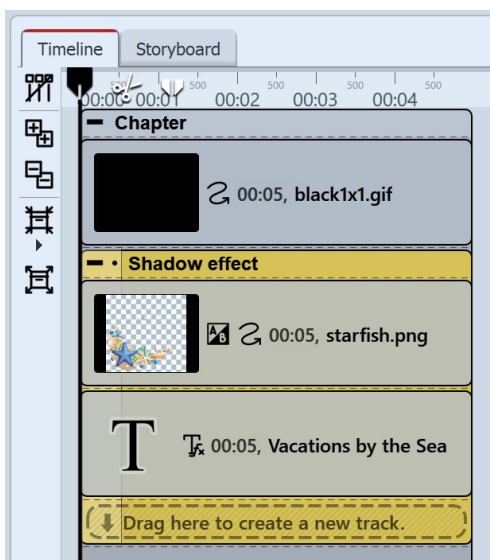 Timeline Storyboard
500 500 500 500 500
00:00 00:01 00:02 00:03 00:04
Chapter
00:05, black1x1.gif
Shadow effect
A B 00:05, starfish.png
T Tx 00:05, Vacations by the Sea
Drag here to create a new track.